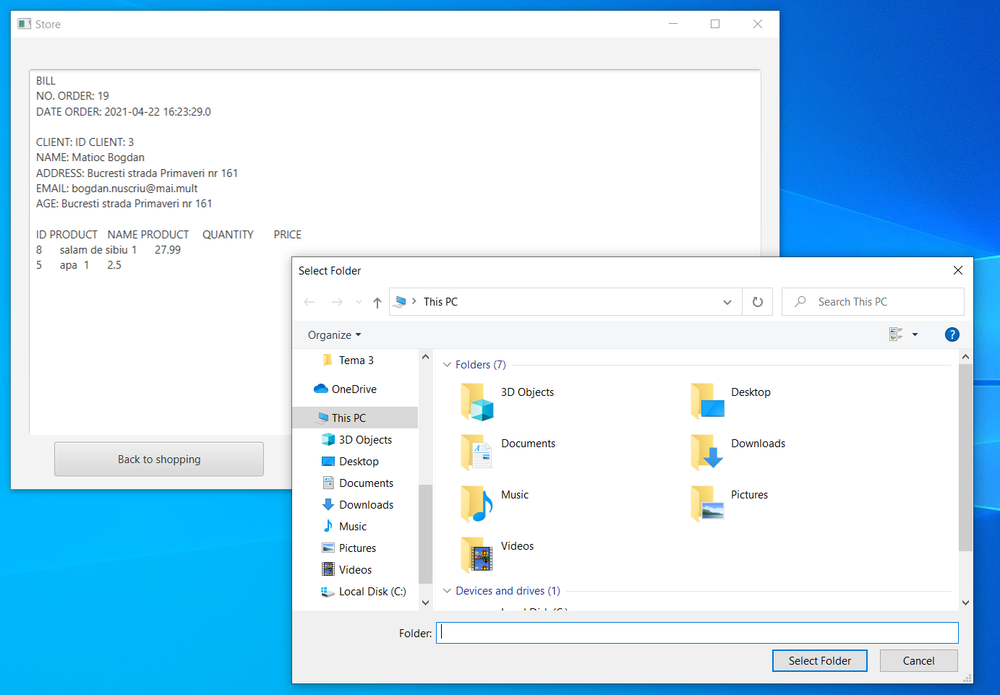 Store
BILL
NO. ORDER: 19
DATE ORDER: 2021-04-22 16:23:29.0
CLIENT: ID CLIENT: 3
NAME: Matioc Bogdan
ADDRESS: Bucresti strada Primaveri nr 161
EMAIL: bogdan.nuscriu@mai.mult
AGE: Bucresti strada Primaveri nr 161
ID PRODUCT NAME PRODUCT QUANTITY PRICE
8 salam de sibiu 1 27.99
5 apa 1 2.5
Back to shopping
Select Folder
This PC
Search This PC
Organize
?
Tema 3
OneDrive
This PC
3D Objects
Desktop
Documents
Downloads
Music
Pictures
Videos
Local Disk (C:)
Folders (7)
3D Objects
Desktop
Documents
Downloads
Music
Pictures
Videos
Devices and drives (1)
Local Disk (C:)
Folder:
Select Folder
Cancel